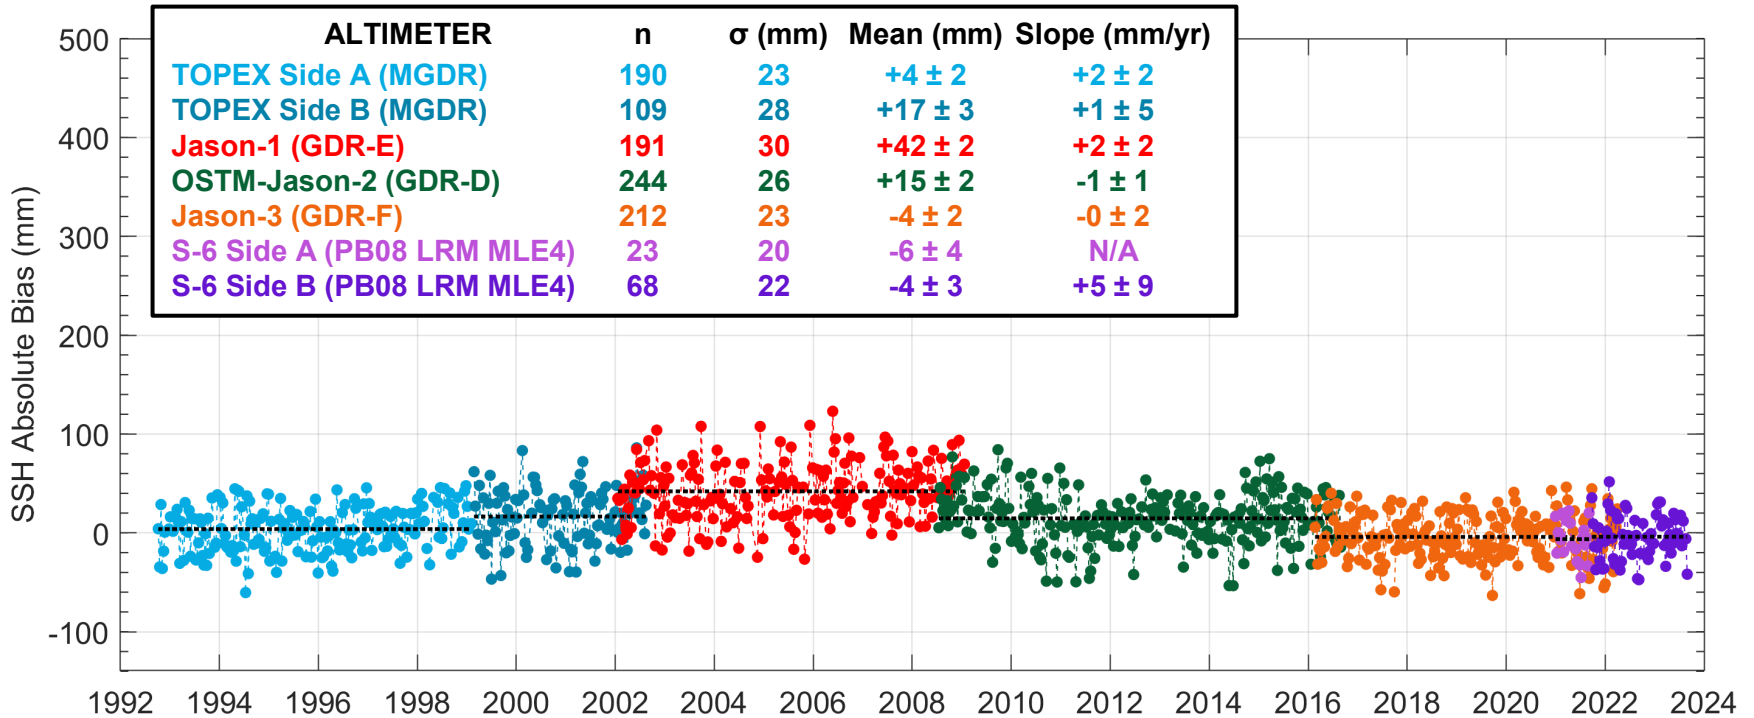 ALTIMETER n σ (mm) Mean (mm) Slope (mm/yr)
TOPEX Side A (MGDR) 190 23 +4 ± 2 +2 ± 2
TOPEX Side B (MGDR) 109 28 +17 ± 3 +1 ± 5
Jason-1 (GDR-E) 191 30 +42 ± 2 +2 ± 2
OSTM-Jason-2 (GDR-D) 244 26 +15 ± 2 -1 ± 1
Jason-3 (GDR-F) 212 23 -4 ± 2 -0 ± 2
S-6 Side A (PB08 LRM MLE4) 23 20 -6 ± 4 N/A
S-6 Side B (PB08 LRM MLE4) 68 22 -4 ± 3 +5 ± 9
SSH Absolute Bias (mm)
500
400
300
200
100
0
-100
1992 1994 1996 1998 2000 2002 2004 2006 2008 2010 2012 2014 2016 2018 2020 2022 2024